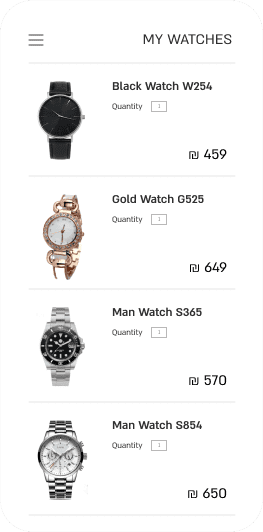 MY WATCHES
Black Watch W254
Quantity 1
₪ 459
Gold Watch G525
Quantity 1
₪ 649
Man Watch S365
Quantity 1
₪ 570
Man Watch S854
Quantity 1
₪ 650